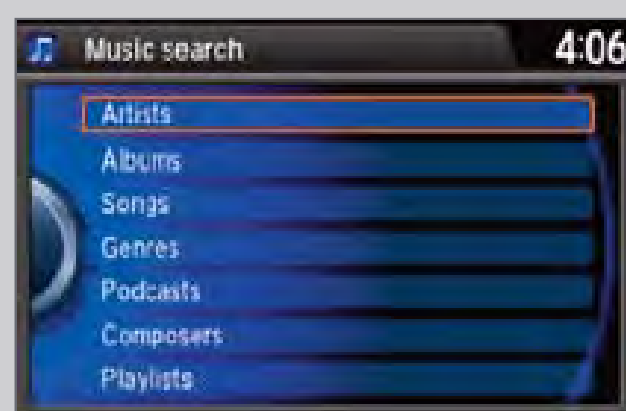 Music search 4:06
Artists
Albums
Songs
Genres
Podcasts
Composers
Playlists